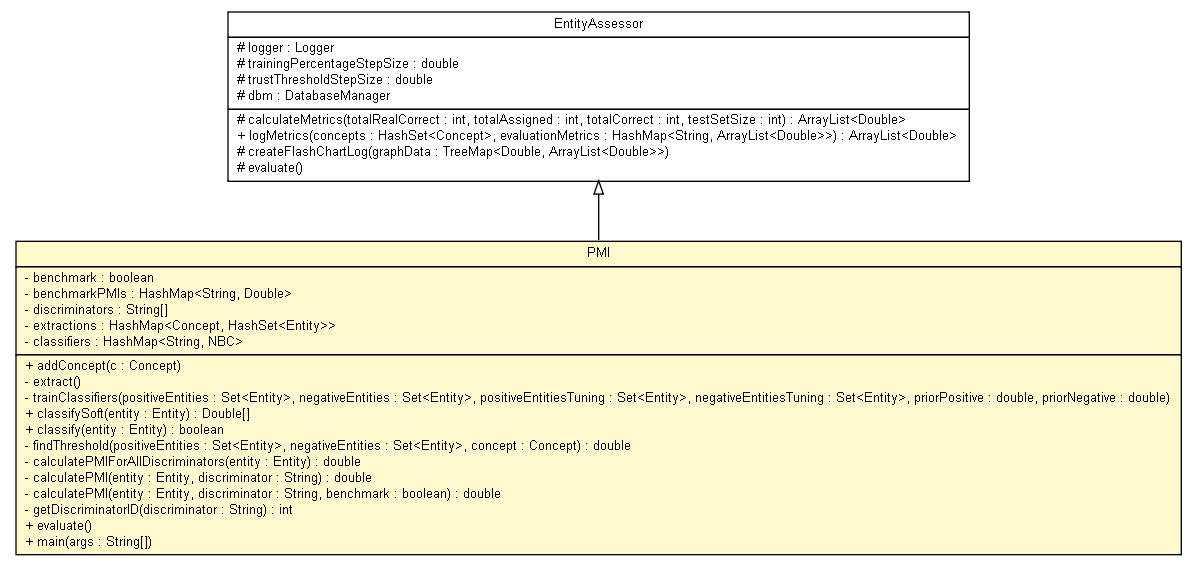 EntityAssessor
# logger : Logger
# trainingPercentageStepSize : double
# trustThresholdStepSize : double
# dbm : DatabaseManager
# calculateMetrics(totalRealCorrect : int, totalAssigned : int, totalCorrect : int, testSetSize : int) : ArrayList<Double>
+ logMetrics(concepts : HashSet<Concept>, evaluationMetrics : HashMap<String, ArrayList<Double>>) : ArrayList<Double>
# createFlashChartLog(graphData : TreeMap<Double, ArrayList<Double>>)
# evaluate()
PMI
- benchmark : boolean
- benchmarkPMIs : HashMap<String, Double>
- discriminators : String[]
- extractions : HashMap<Concept, HashSet<Entity>>
- classifiers : HashMap<String, NBC>
+ addConcept(c : Concept)
- extract()
- trainClassifiers(positiveEntities : Set<Entity>, negativeEntities : Set<Entity>, positiveEntitiesTuning : Set<Entity>, negativeEntitiesTuning : Set<Entity>, priorPositive : double, priorNegative : double)
+ classifySoft(entity : Entity) : Double[]
+ classify(entity : Entity) : boolean
- findThreshold(positiveEntities : Set<Entity>, negativeEntities : Set<Entity>, concept : Concept) : double
- calculatePMIForAllDiscriminators(entity : Entity) : double
- calculatePMI(entity : Entity, discriminator : String) : double
- calculatePMI(entity : Entity, discriminator : String, benchmark : boolean) : double
- getDiscriminatorID(discriminator : String) : int
+ evaluate()
+ main(args : String[])